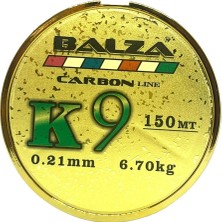 BALZA
CARBON LINE
K9
150MT
0.21mm 6.70kg